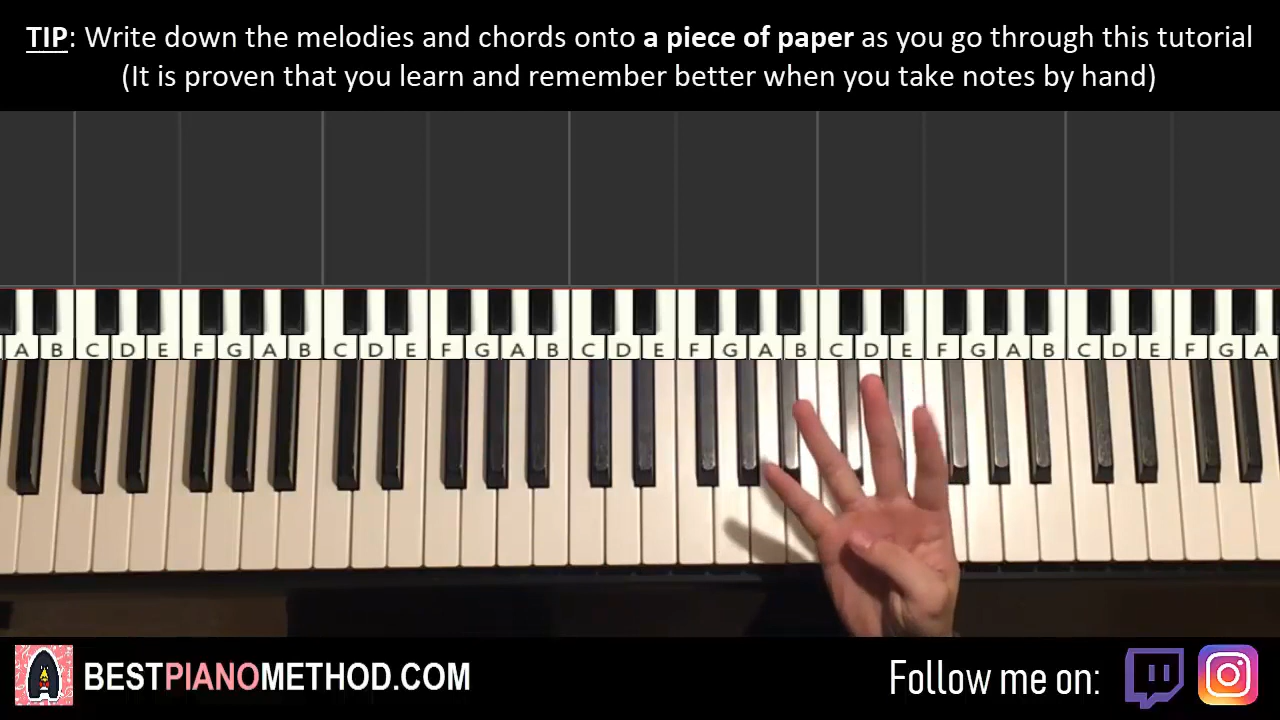 TIP: Write down the melodies and chords onto a piece of paper as you go through this tutorial
(It is proven that you learn and remember better when you take notes by hand)
A B C D E F G A B C D E F G A B C D E F G A B C D E F G A B C D E F G A
BESTPIANOMETHOD.COM
Follow me on: